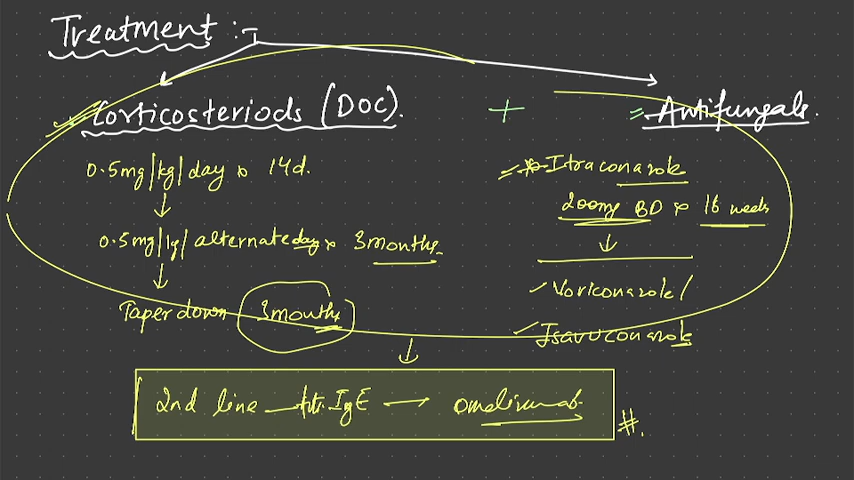 Treatment :-
Corticosteriods (DOC).
+
= Antifungals.
0.5mg/kg/day x 14d.
0.5mg/kg/ alternate day x 3months
Taper down 3months
* Itraconazole
200mg BD x 16 weeks
Voriconazole/
Isavuconazole
2nd line Anti IgE → omalizumab.
#.